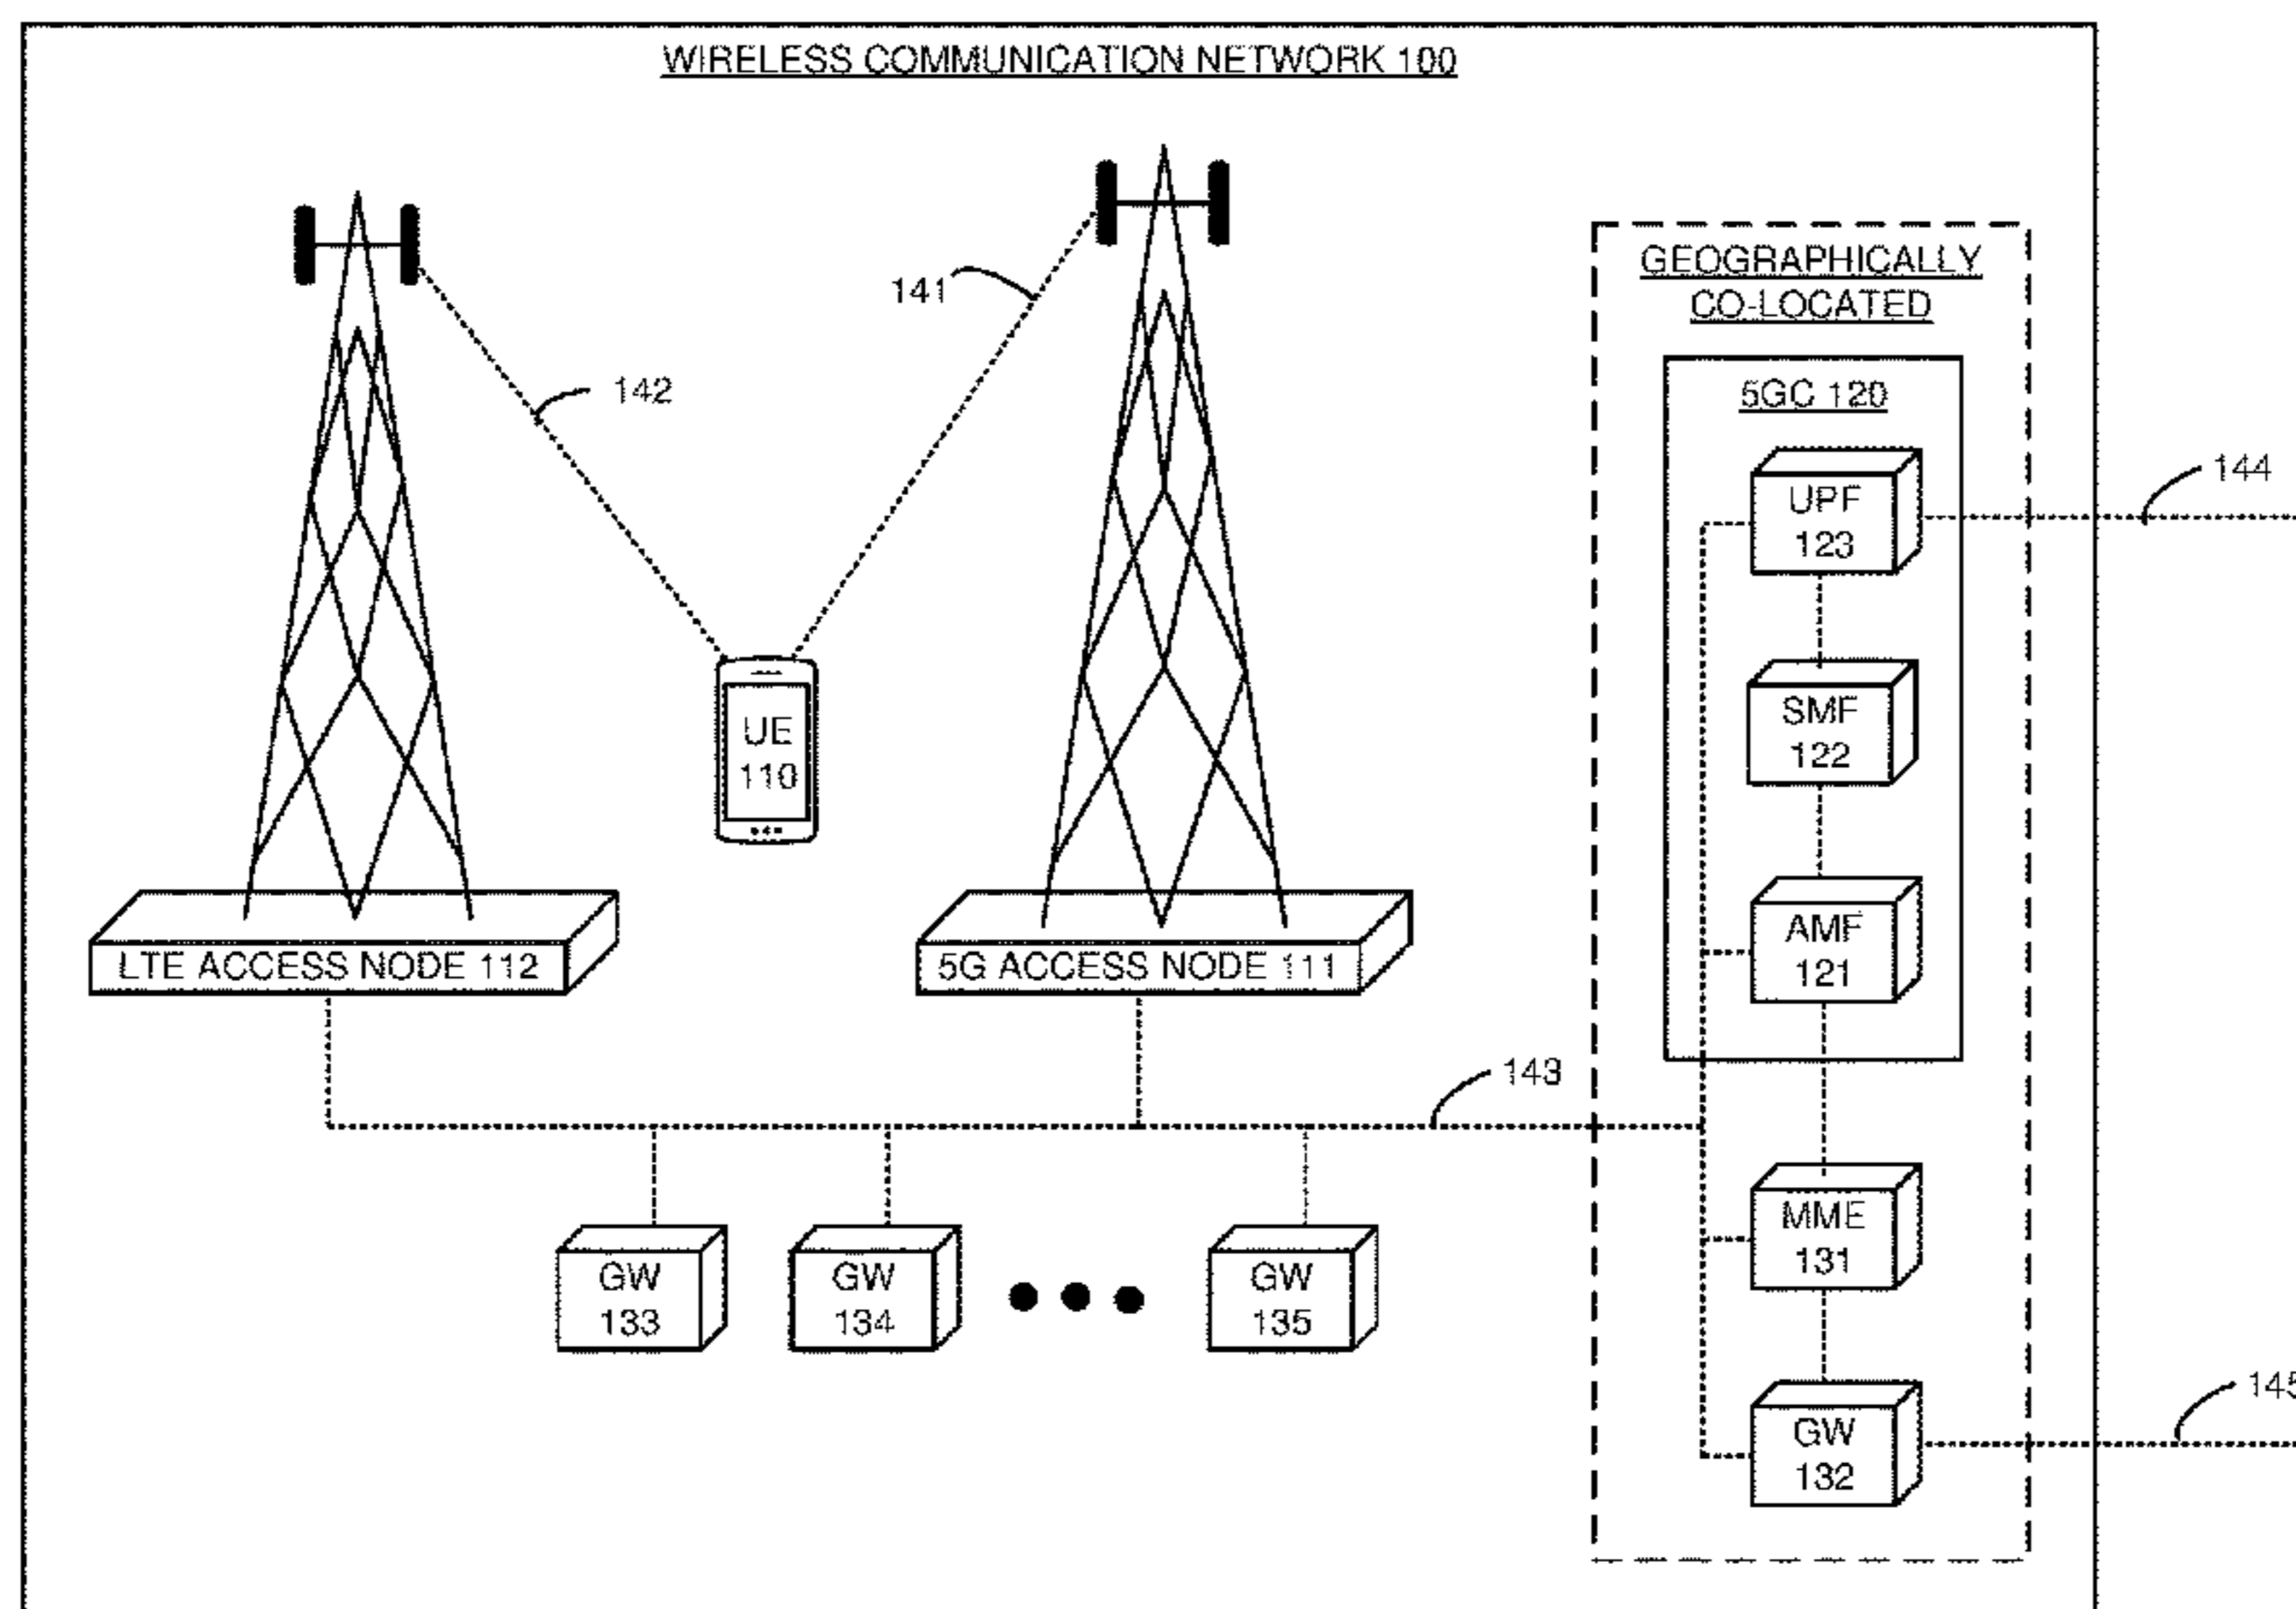 WIRELESS COMMUNICATION NETWORK 100
141
142
GEOGRAPHICALLY
CO-LOCATED
5GC 120
UPF
123
144
SMF
122
UE
110
AMF
121
LTE ACCESS NODE 112
5G ACCESS NODE 111
143
MME
131
GW
133
GW
134
GW
135
GW
132
145